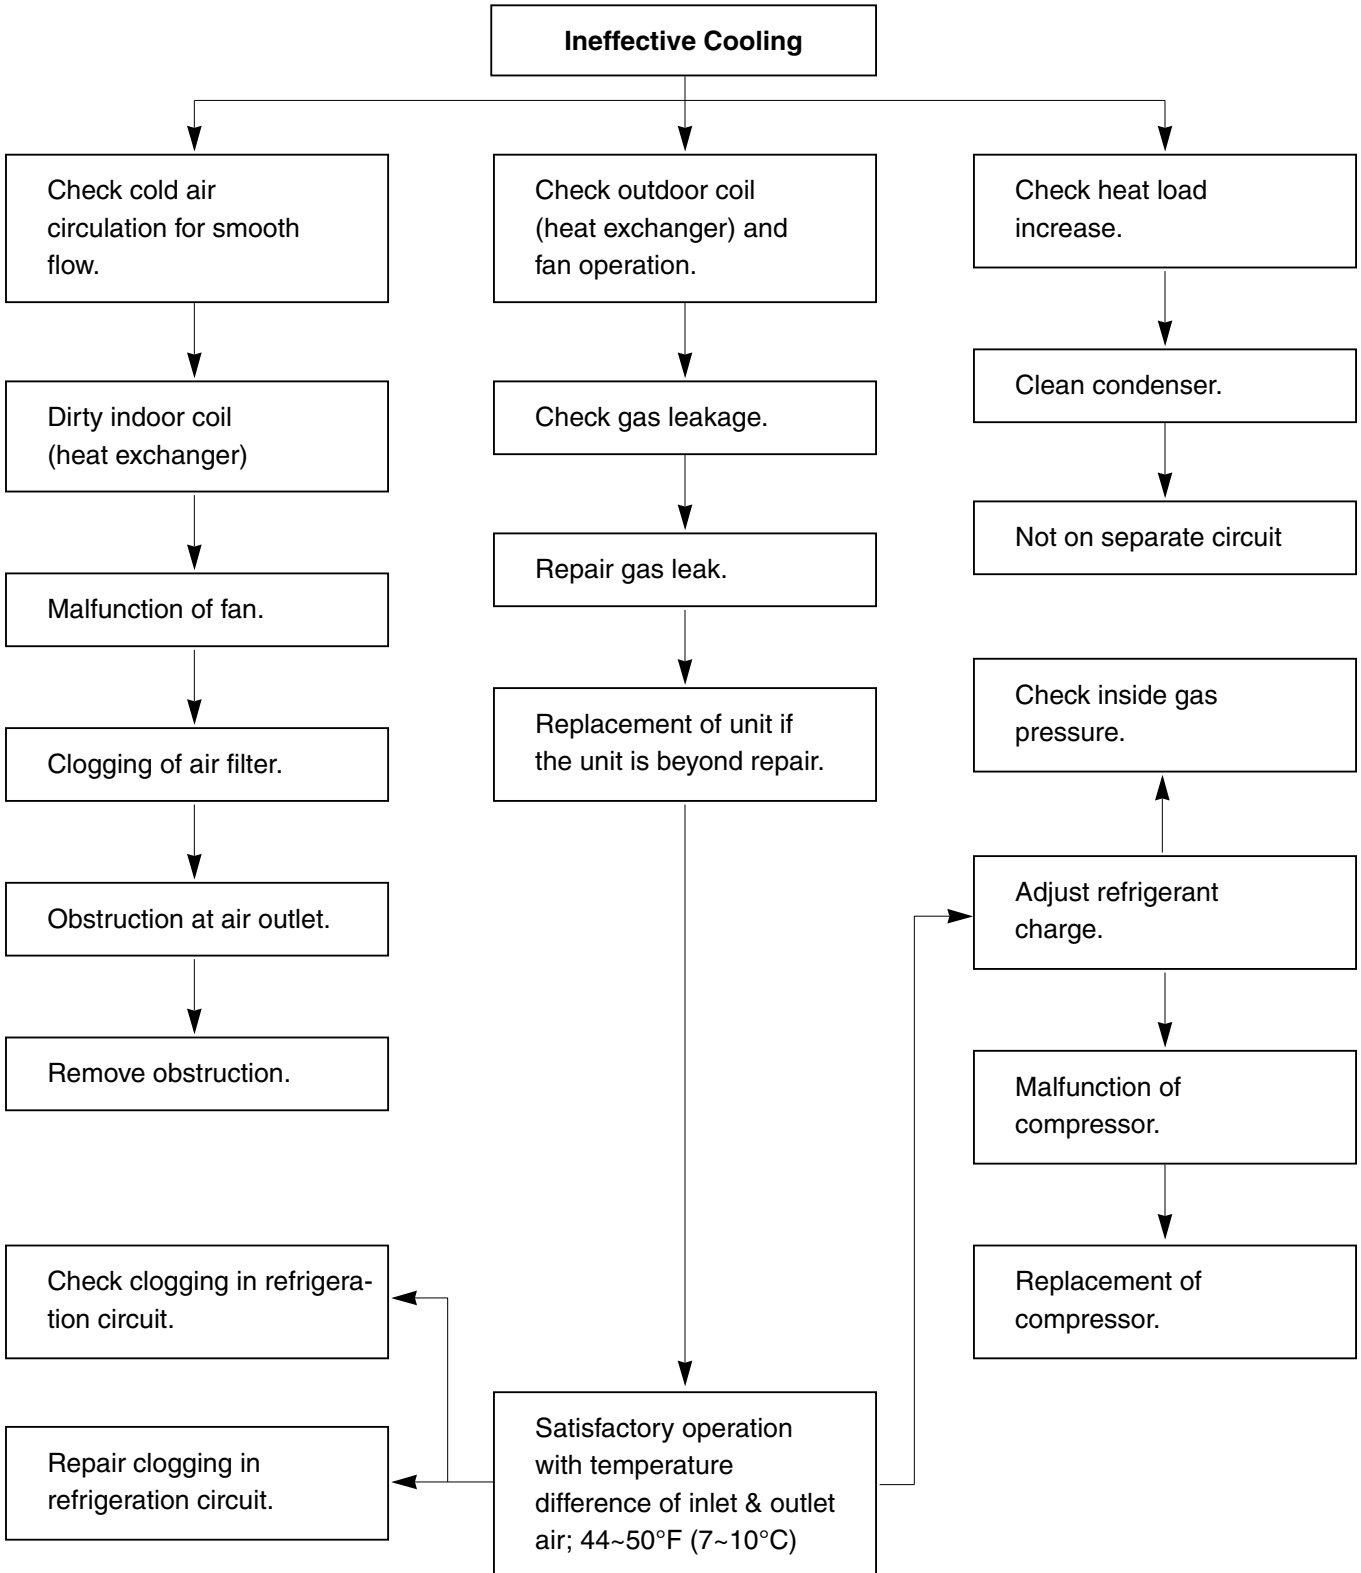 Ineffective Cooling
Check cold air
circulation for smooth
flow.
Dirty indoor coil
(heat exchanger)
Malfunction of fan.
Clogging of air filter.
Obstruction at air outlet.
Remove obstruction.
Check outdoor coil
(heat exchanger) and
fan operation.
Check gas leakage.
Repair gas leak.
Replacement of unit if
the unit is beyond repair.
Satisfactory operation
with temperature
difference of inlet & outlet
air; 44~50°F (7~10°C)
Check clogging in refrigera-
tion circuit.
Repair clogging in
refrigeration circuit.
Check heat load
increase.
Clean condenser.
Not on separate circuit
Check inside gas
pressure.
Adjust refrigerant
charge.
Malfunction of
compressor.
Replacement of
compressor.